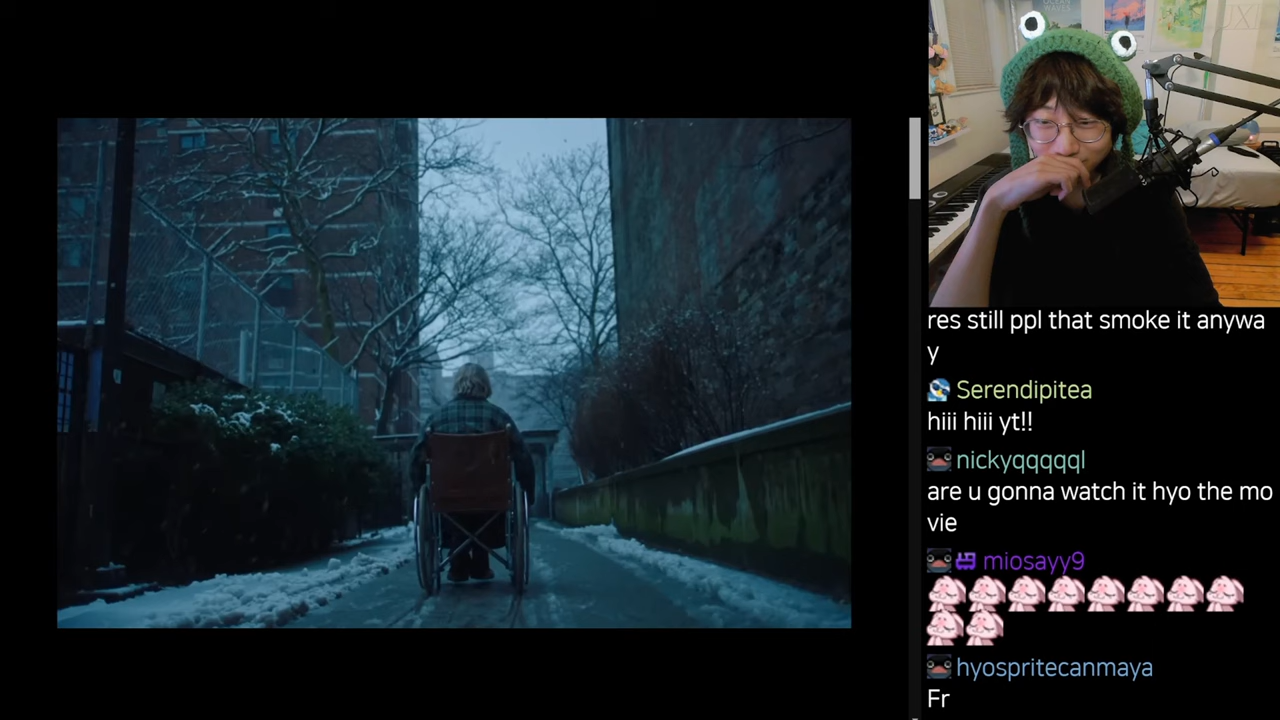 res still ppl that smoke it anywa
y
Serendipitea
hiii hiii yt!!
nickyqqqqql
are u gonna watch it hyo the mo
vie
miosayy9
hyospritecanmaya
Fr